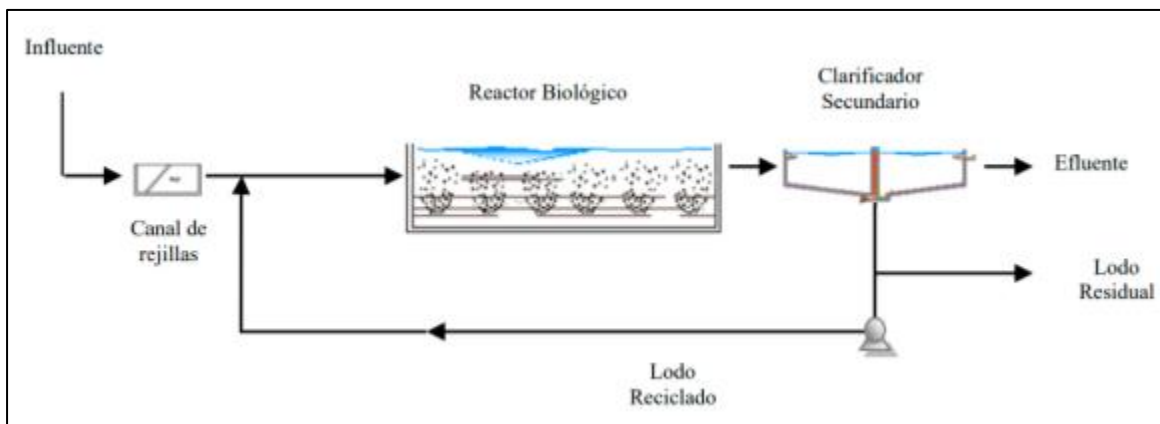 Influente
Reactor Biológico
Clarificador
Secundario
Efluente
Canal de
rejillas
Lodo
Residual
Lodo
Reciclado